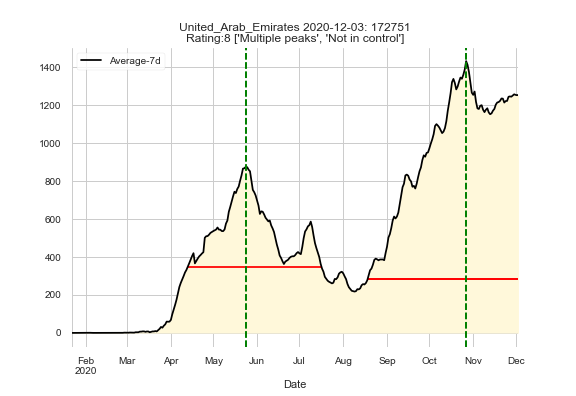 United_Arab_Emirates 2020-12-03: 172751
Rating:8 ['Multiple peaks', 'Not in control']
Average-7d
1400
1200
1000
800
600
400
200
0
Feb Mar Apr May Jun Jul Aug Sep Oct Nov Dec
2020
Date